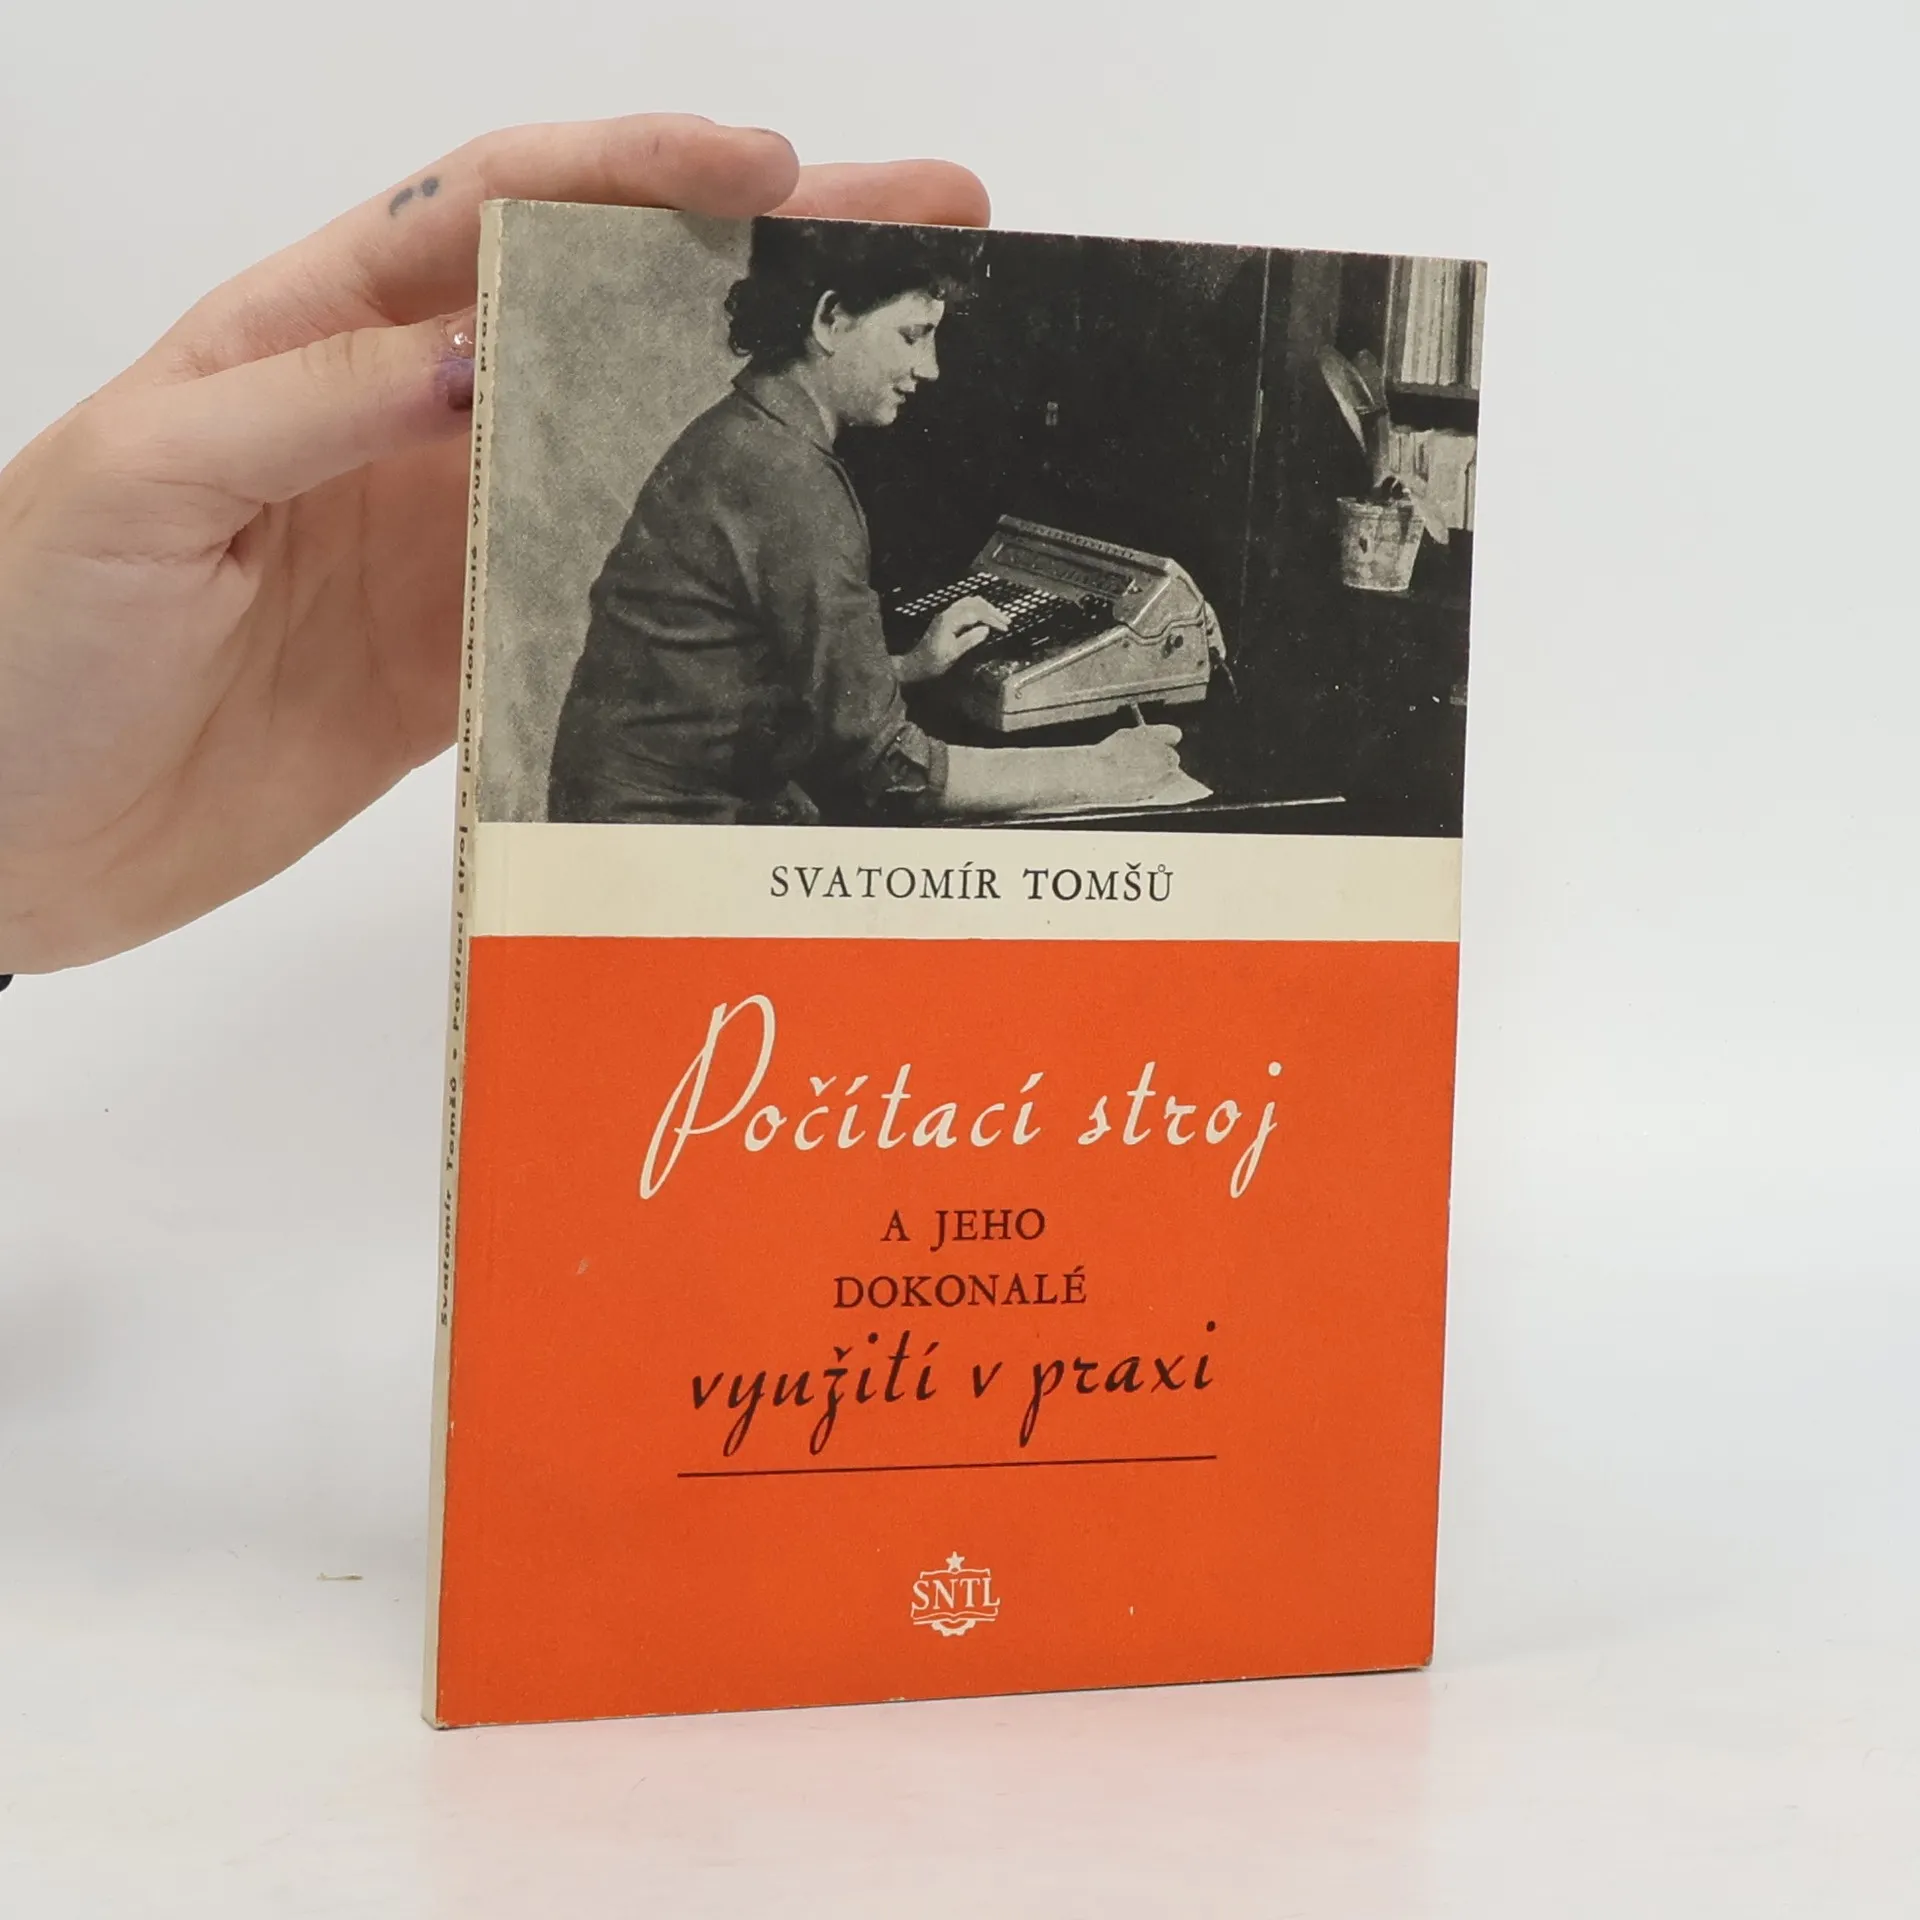 Svatomír Tomšů • Počítací stroj a jeho dokonalé využití v praxi
SVATOMÍR TOMŠŮ
Počítací stroj
A JEHO
DOKONALÉ
využití v praxi
SNTL